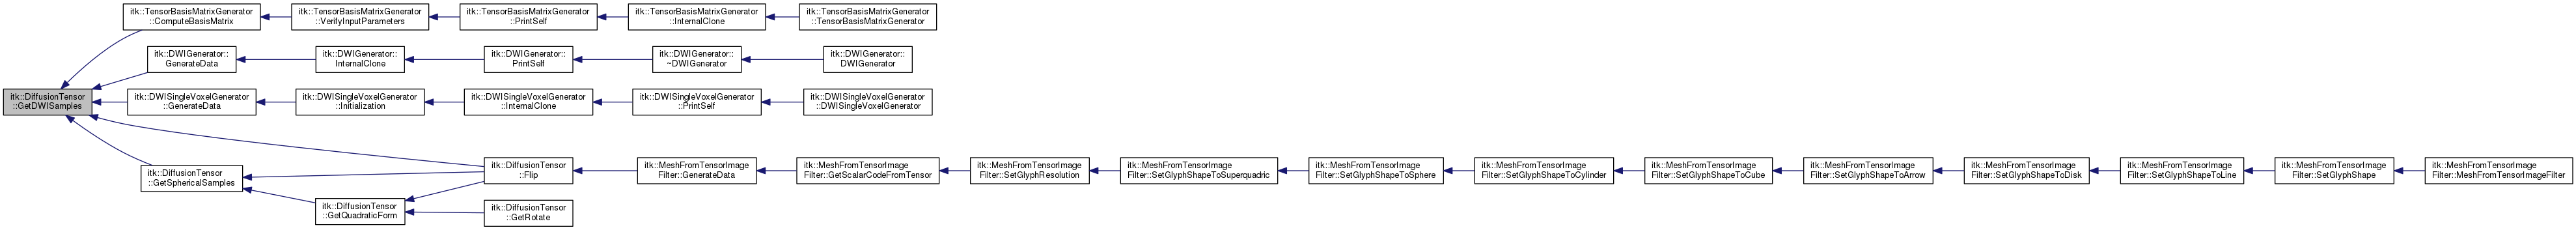 itk::TensorBasisMatrixGenerator
::ComputeBasisMatrix
itk::TensorBasisMatrixGenerator
::VerifyInputParameters
itk::TensorBasisMatrixGenerator
::PrintSelf
itk::TensorBasisMatrixGenerator
::InternalClone
itk::TensorBasisMatrixGenerator
::TensorBasisMatrixGenerator
itk::DWIGenerator::
GenerateData
itk::DWIGenerator::
InternalClone
itk::DWIGenerator::
PrintSelf
itk::DWIGenerator::
~DWIGenerator
itk::DWIGenerator::
DWIGenerator
itk::DiffusionTensor
::GetDWISamples
itk::DWISingleVoxelGenerator
::GenerateData
itk::DWISingleVoxelGenerator
::Initialization
itk::DWISingleVoxelGenerator
::InternalClone
itk::DWISingleVoxelGenerator
::PrintSelf
itk::DWISingleVoxelGenerator
::DWISingleVoxelGenerator
itk::DiffusionTensor
::GetSphericalSamples
itk::DiffusionTensor
::Flip
itk::MeshFromTensorImage
Filter::GenerateData
itk::MeshFromTensorImage
Filter::GetScalarCodeFromTensor
itk::MeshFromTensorImage
Filter::SetGlyphResolution
itk::MeshFromTensorImage
Filter::SetGlyphShapeToSuperquadric
itk::MeshFromTensorImage
Filter::SetGlyphShapeToSphere
itk::MeshFromTensorImage
Filter::SetGlyphShapeToCylinder
itk::MeshFromTensorImage
Filter::SetGlyphShapeToCube
itk::MeshFromTensorImage
Filter::SetGlyphShapeToArrow
itk::MeshFromTensorImage
Filter::SetGlyphShapeToDisk
itk::MeshFromTensorImage
Filter::SetGlyphShapeToLine
itk::MeshFromTensorImage
Filter::SetGlyphShape
itk::MeshFromTensorImage
Filter::MeshFromTensorImageFilter
itk::DiffusionTensor
::GetQuadraticForm
itk::DiffusionTensor
::GetRotate